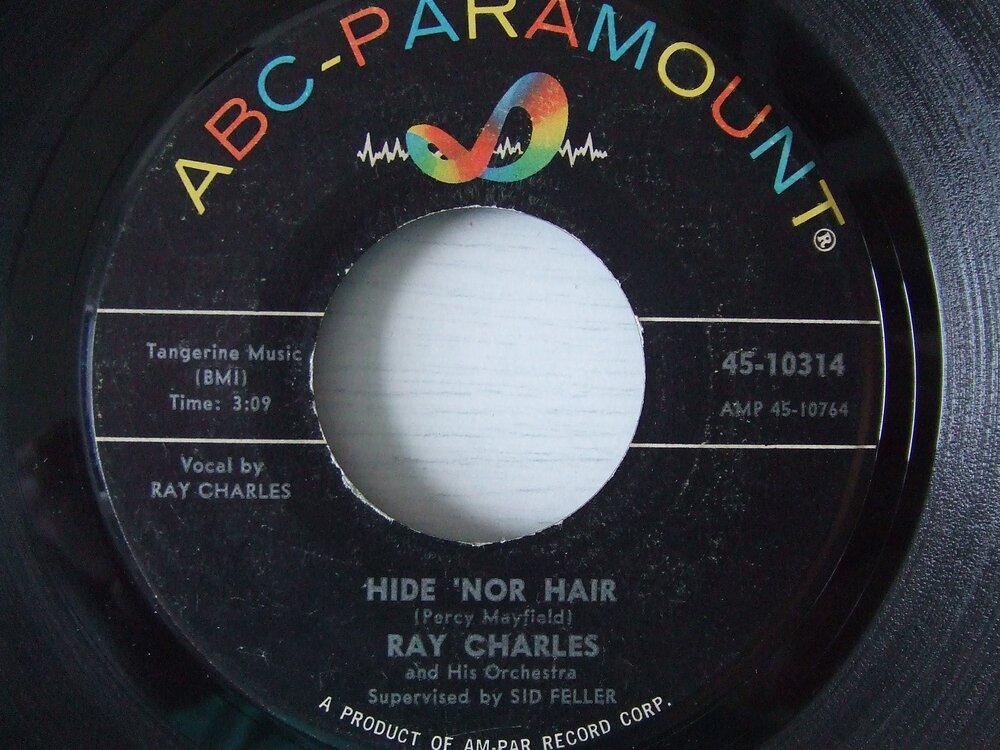 ABC-PARAMOUNT®
Tangerine Music
(BMI)
Time: 3:09
45-10314
AMP 45-10764
Vocal by
RAY CHARLES
HIDE 'NOR HAIR
(Percy Mayfield)
RAY CHARLES
and His Orchestra
Supervised by SID FELLER
A PRODUCT OF AM-PAR RECORD CORP.